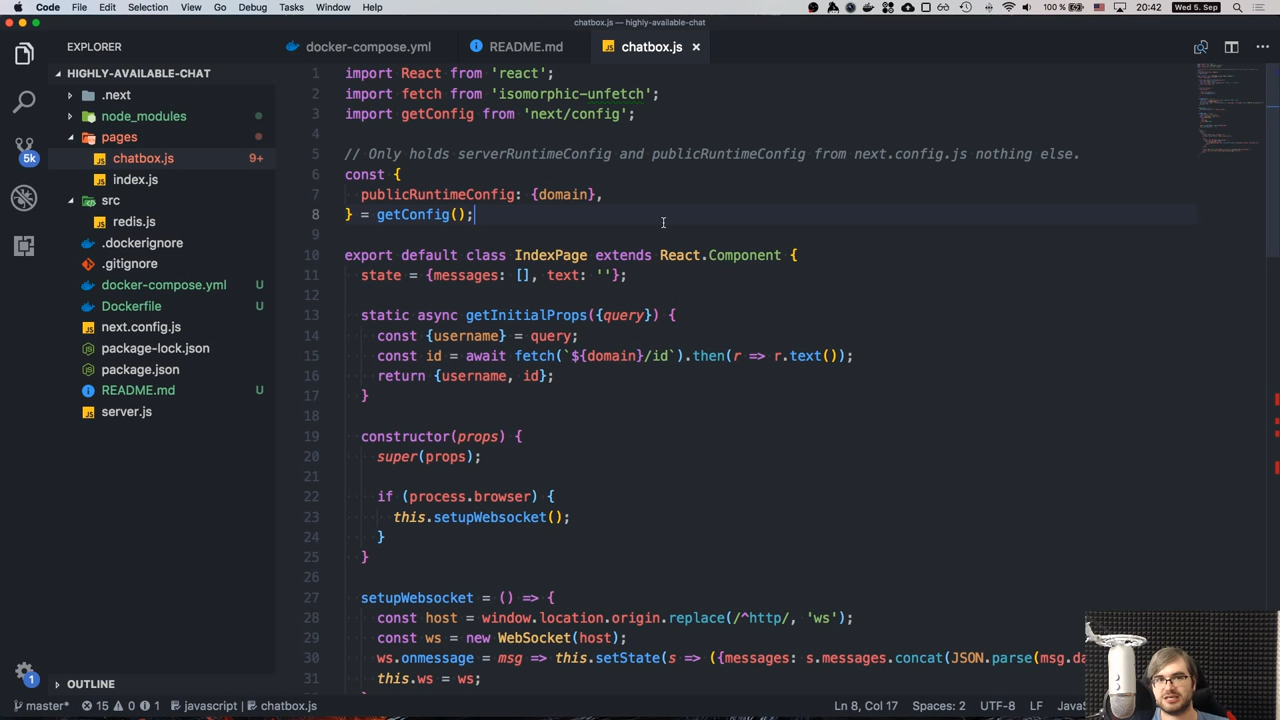 Code File Edit Selection View Go Debug Tasks Window Help 100 % 20:42 Wed 5. Sep
chatbox.js — highly-available-chat
EXPLORER
HIGHLY-AVAILABLE-CHAT
.next
node_modules
pages
JS chatbox.js 9+
JS index.js
src
JS redis.js
.dockerignore
.gitignore
docker-compose.yml U
Dockerfile U
JS next.config.js
JS package-lock.json
JS package.json
README.md U
JS server.js
OUTLINE
5k
1
docker-compose.yml README.md JS chatbox.js ×
1 import React from 'react';
2 import fetch from 'isomorphic-unfetch';
3 import getConfig from 'next/config';
4
5 // Only holds serverRuntimeConfig and publicRuntimeConfig from next.config.js nothing else.
6 const {
7 publicRuntimeConfig: {domain},
8 } = getConfig();
9
10 export default class IndexPage extends React.Component {
11 state = {messages: [], text: ''};
12
13 static async getInitialProps({query}) {
14 const {username} = query;
15 const id = await fetch(`${domain}/id`).then(r => r.text());
16 return {username, id};
17 }
18
19 constructor(props) {
20 super(props);
21
22 if (process.browser) {
23 this.setupWebsocket();
24 }
25 }
26
27 setupWebsocket = () => {
28 const host = window.location.origin.replace(/^http/, 'ws');
29 const ws = new WebSocket(host);
30 ws.onmessage = msg => this.setState(s => ({messages: s.messages.concat(JSON.parse(msg.da
31 this.ws = ws;
master* 15 0 1 javascript chatbox.js Ln 8, Col 17 Spaces: 2 UTF-8 LF